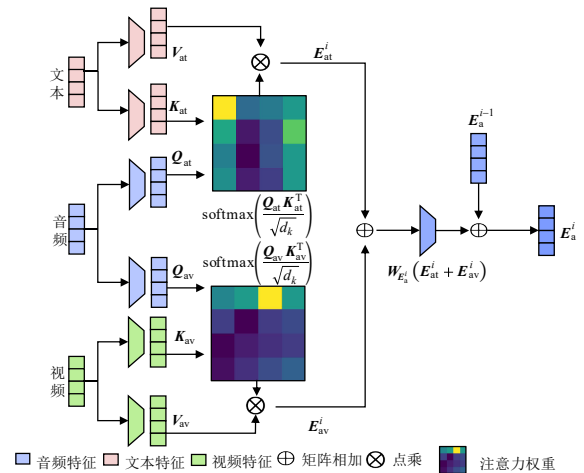 文本
V_at
E_at^i
K_at
E_a^{i-1}
Q_at
softmax(Q_at K_at^T / √d_k)
音频
E_a^i
softmax(Q_av K_av^T / √d_k)
W_{E_a^i}(E_at^i + E_av^i)
Q_av
K_av
视频
V_av
E_av^i
音频特征 文本特征 视频特征 矩阵相加 点乘 注意力权重